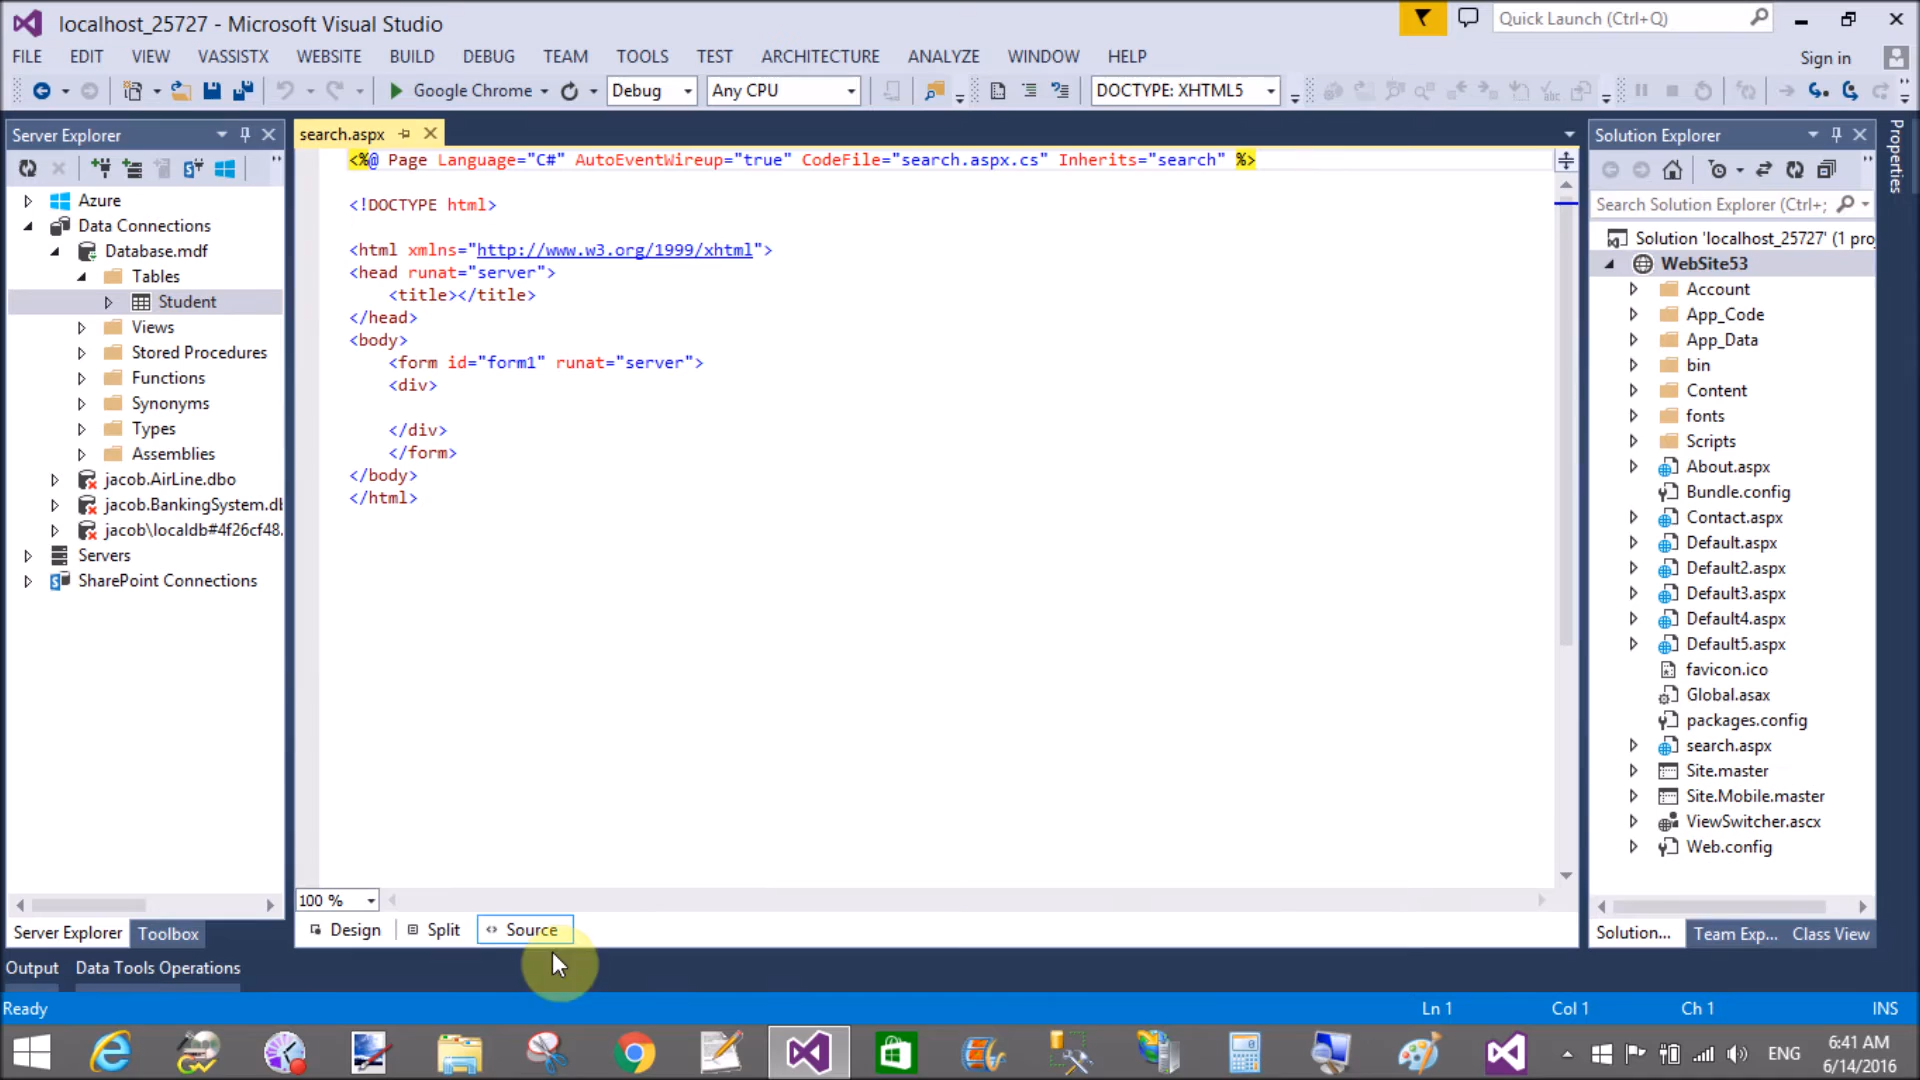 localhost_25727 - Microsoft Visual Studio
Quick Launch (Ctrl+Q)
FILE EDIT VIEW VASSISTX WEBSITE BUILD DEBUG TEAM TOOLS TEST ARCHITECTURE ANALYZE WINDOW HELP
Sign in
Google Chrome Debug Any CPU DOCTYPE: XHTML5
Server Explorer
Azure
Data Connections
Database.mdf
Tables
Student
Views
Stored Procedures
Functions
Synonyms
Types
Assemblies
jacob.AirLine.dbo
jacob.BankingSystem.db
jacob\localdb#4f26cf48.
Servers
SharePoint Connections
Server Explorer Toolbox
search.aspx
<%@ Page Language="C#" AutoEventWireup="true" CodeFile="search.aspx.cs" Inherits="search" %>
<!DOCTYPE html>
<html xmlns="http://www.w3.org/1999/xhtml">
<head runat="server">
<title></title>
</head>
<body>
<form id="form1" runat="server">
<div>
</div>
</form>
</body>
</html>
100 %
Design Split Source
Solution Explorer
Search Solution Explorer (Ctrl+;
Solution 'localhost_25727' (1 proj
WebSite53
Account
App_Code
App_Data
bin
Content
fonts
Scripts
About.aspx
Bundle.config
Contact.aspx
Default.aspx
Default2.aspx
Default3.aspx
Default4.aspx
Default5.aspx
favicon.ico
Global.asax
packages.config
search.aspx
Site.master
Site.Mobile.master
ViewSwitcher.ascx
Web.config
Solution... Team Exp... Class View
Properties
Output Data Tools Operations
Ready Ln 1 Col 1 Ch 1 INS
ENG
6:41 AM
6/14/2016